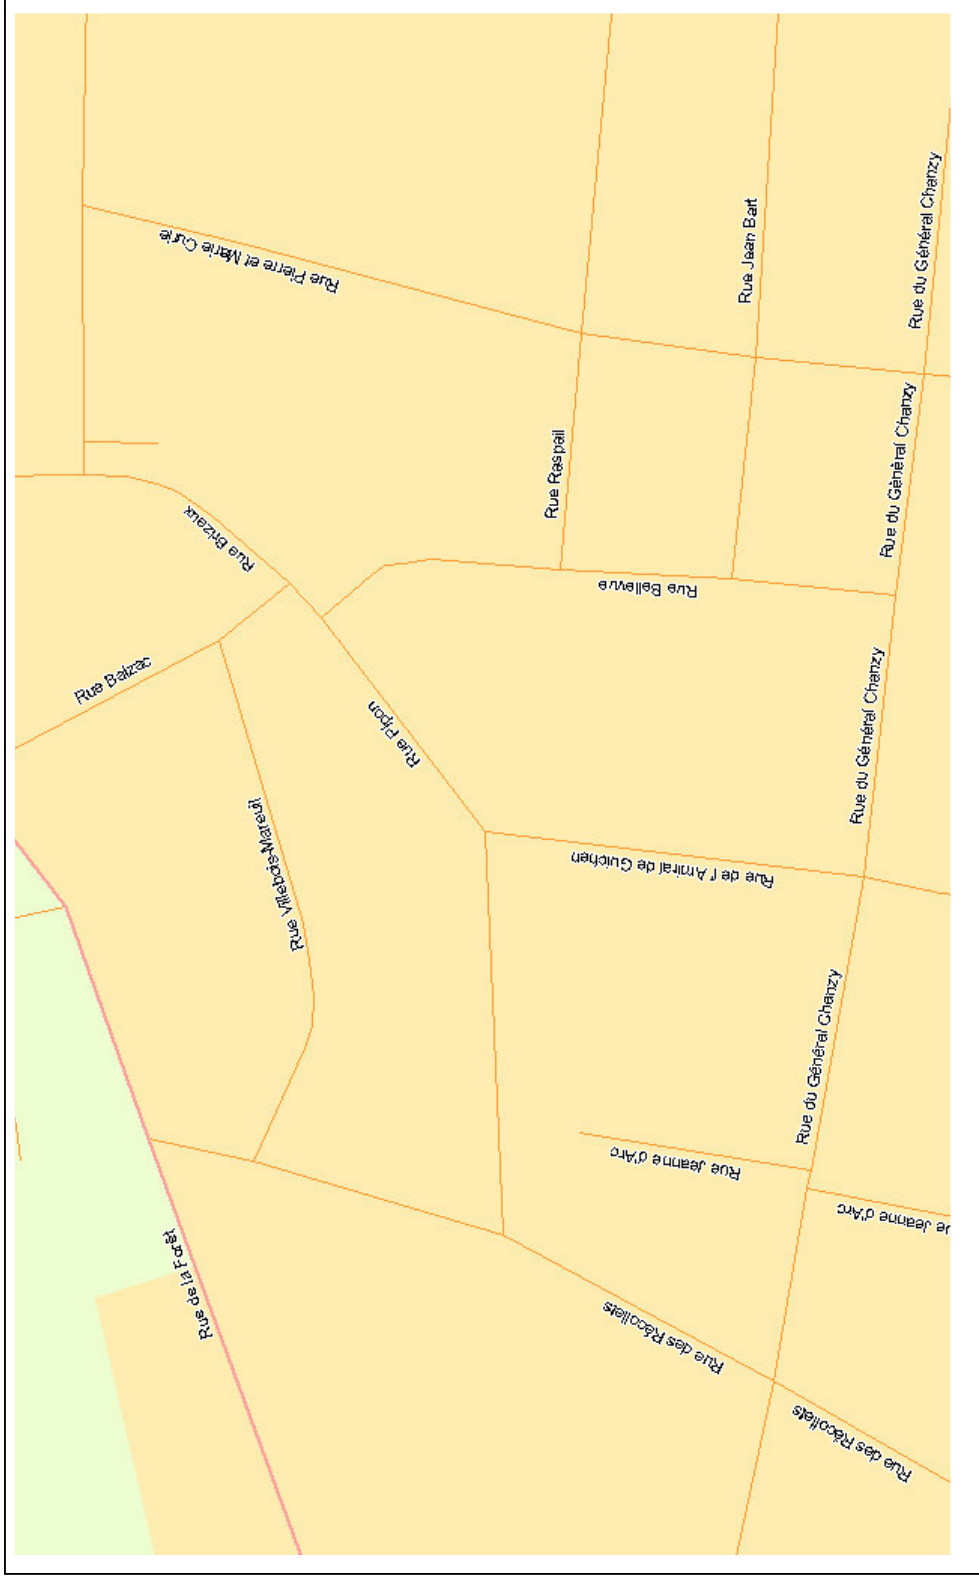 Rue du Général Chanzy
Rue Jean Bart
Rue Pierre et Marie Curie
Rue du Général Chanzy
Rue Raspail
Rue Brizeux
Rue Bellevue
Rue Balzac
Rue du Général Chanzy
Rue Pipon
Rue Villebois-Mareuil
Rue de l' Amiral de Guichen
Rue du Général Chanzy
Rue Jeanne d'Arc
ue Jeanne d'Arc
Rue de la Forêt
Rue des Récollets
Rue des Récollets